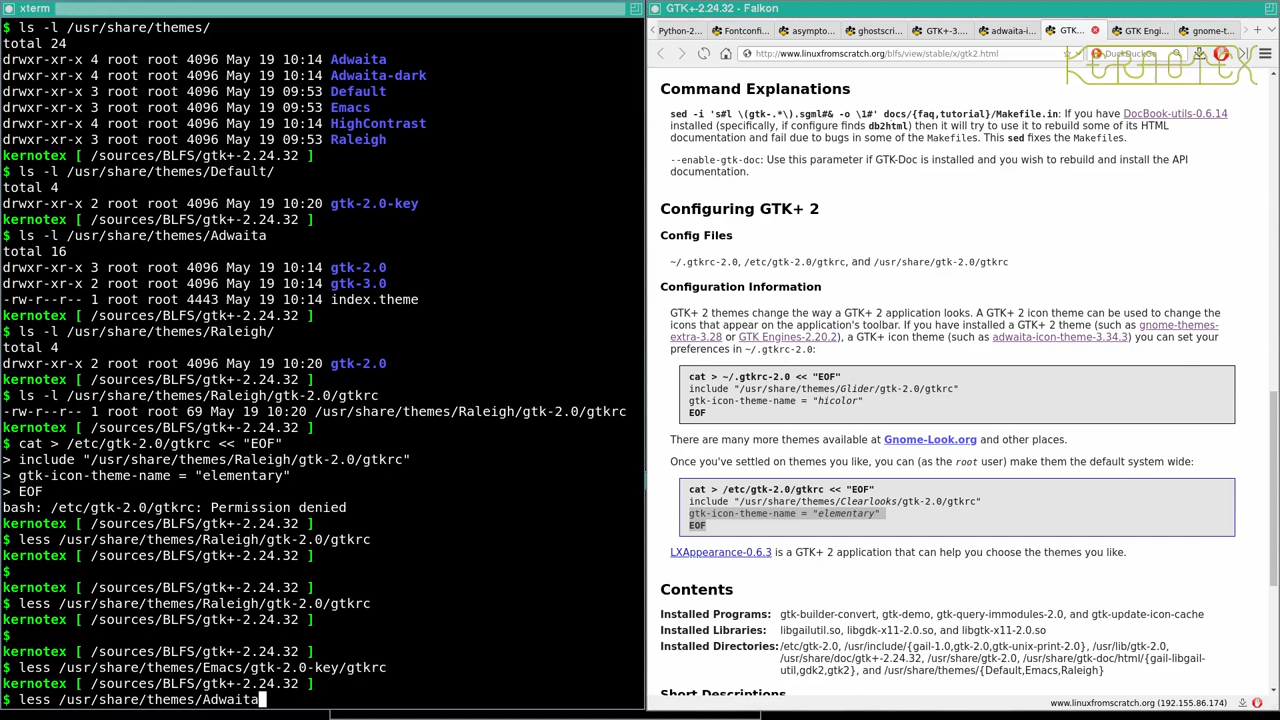 xterm
$ ls -l /usr/share/themes/
total 24
drwxr-xr-x 4 root root 4096 May 19 10:14 Adwaita
drwxr-xr-x 4 root root 4096 May 19 10:14 Adwaita-dark
drwxr-xr-x 3 root root 4096 May 19 09:53 Default
drwxr-xr-x 3 root root 4096 May 19 09:53 Emacs
drwxr-xr-x 4 root root 4096 May 19 10:14 HighContrast
drwxr-xr-x 3 root root 4096 May 19 09:53 Raleigh
kernotex [ /sources/BLFS/gtk+-2.24.32 ]
$ ls -l /usr/share/themes/Default/
total 4
drwxr-xr-x 2 root root 4096 May 19 10:20 gtk-2.0-key
kernotex [ /sources/BLFS/gtk+-2.24.32 ]
$ ls -l /usr/share/themes/Adwaita
total 16
drwxr-xr-x 3 root root 4096 May 19 10:14 gtk-2.0
drwxr-xr-x 2 root root 4096 May 19 10:14 gtk-3.0
-rw-r--r-- 1 root root 4443 May 19 10:14 index.theme
kernotex [ /sources/BLFS/gtk+-2.24.32 ]
$ ls -l /usr/share/themes/Raleigh/
total 4
drwxr-xr-x 2 root root 4096 May 19 10:20 gtk-2.0
kernotex [ /sources/BLFS/gtk+-2.24.32 ]
$ ls -l /usr/share/themes/Raleigh/gtk-2.0/gtkrc
-rw-r--r-- 1 root root 69 May 19 10:20 /usr/share/themes/Raleigh/gtk-2.0/gtkrc
kernotex [ /sources/BLFS/gtk+-2.24.32 ]
$ cat > /etc/gtk-2.0/gtkrc << "EOF"
> include "/usr/share/themes/Raleigh/gtk-2.0/gtkrc"
> gtk-icon-theme-name = "elementary"
> EOF
bash: /etc/gtk-2.0/gtkrc: Permission denied
kernotex [ /sources/BLFS/gtk+-2.24.32 ]
$ less /usr/share/themes/Raleigh/gtk-2.0/gtkrc
kernotex [ /sources/BLFS/gtk+-2.24.32 ]
$
kernotex [ /sources/BLFS/gtk+-2.24.32 ]
$ less /usr/share/themes/Raleigh/gtk-2.0/gtkrc
kernotex [ /sources/BLFS/gtk+-2.24.32 ]
$
kernotex [ /sources/BLFS/gtk+-2.24.32 ]
$ less /usr/share/themes/Emacs/gtk-2.0-key/gtkrc
kernotex [ /sources/BLFS/gtk+-2.24.32 ]
$ less /usr/share/themes/Adwaita
GTK+-2.24.32 - Falkon
Python-2... Fontconfi... asympto... ghostscri... GTK+-3.... adwaita-i... GTK... GTK Engi... gnome-t...
http://www.linuxfromscratch.org/blfs/view/stable/x/gtk2.html DuckDuckGo
KERNOTEX
Command Explanations
sed -i 's#l \(gtk-.*\).sgml#& -o \1#' docs/{faq,tutorial}/Makefile.in: If you have DocBook-utils-0.6.14
installed (specifically, if configure finds db2html) then it will try to use it to rebuild some of its HTML
documentation and fail due to bugs in some of the Makefiles. This sed fixes the Makefiles.
--enable-gtk-doc: Use this parameter if GTK-Doc is installed and you wish to rebuild and install the API
documentation.
Configuring GTK+ 2
Config Files
~/.gtkrc-2.0, /etc/gtk-2.0/gtkrc, and /usr/share/gtk-2.0/gtkrc
Configuration Information
GTK+ 2 themes change the way a GTK+ 2 application looks. A GTK+ 2 icon theme can be used to change the
icons that appear on the application's toolbar. If you have installed a GTK+ 2 theme (such as gnome-themes-
extra-3.28 or GTK Engines-2.20.2), a GTK+ icon theme (such as adwaita-icon-theme-3.34.3) you can set your
preferences in ~/.gtkrc-2.0:
cat > ~/.gtkrc-2.0 << "EOF"
include "/usr/share/themes/Glider/gtk-2.0/gtkrc"
gtk-icon-theme-name = "hicolor"
EOF
There are many more themes available at Gnome-Look.org and other places.
Once you've settled on themes you like, you can (as the root user) make them the default system wide:
cat > /etc/gtk-2.0/gtkrc << "EOF"
include "/usr/share/themes/Clearlooks/gtk-2.0/gtkrc"
gtk-icon-theme-name = "elementary"
EOF
LXAppearance-0.6.3 is a GTK+ 2 application that can help you choose the themes you like.
Contents
Installed Programs: gtk-builder-convert, gtk-demo, gtk-query-immodules-2.0, and gtk-update-icon-cache
Installed Libraries: libgailutil.so, libgdk-x11-2.0.so, and libgtk-x11-2.0.so
Installed Directories: /etc/gtk-2.0, /usr/include/{gail-1.0,gtk-2.0,gtk-unix-print-2.0}, /usr/lib/gtk-2.0,
/usr/share/doc/gtk+-2.24.32, /usr/share/gtk-2.0, /usr/share/gtk-doc/html/{gail-libgail-
util,gdk2,gtk2}, and /usr/share/themes/{Default,Emacs,Raleigh}
Short Descriptions
www.linuxfromscratch.org (192.155.86.174)